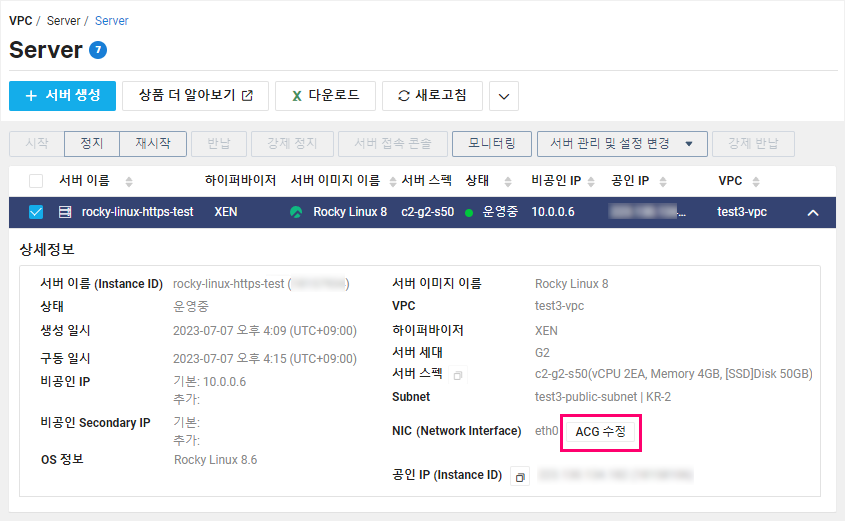 VPC / Server / Server
Server 7
+ 서버 생성 상품 더 알아보기 X 다운로드 새로고침
시작 정지 재시작 반납 강제 정지 서버 접속 콘솔 모니터링 서버 관리 및 설정 변경 강제 반납
서버 이름 하이퍼바이저 서버 이미지 이름 서버 스펙 상태 비공인 IP 공인 IP VPC
rocky-linux-https-test XEN Rocky Linux 8 c2-g2-s50 운영중 10.0.0.6 ... test3-vpc
상세정보
서버 이름 (Instance ID) rocky-linux-https-test ( ) 서버 이미지 이름 Rocky Linux 8
상태 운영중 VPC test3-vpc
생성 일시 2023-07-07 오후 4:09 (UTC+09:00) 하이퍼바이저 XEN
구동 일시 2023-07-07 오후 4:15 (UTC+09:00) 서버 세대 G2
비공인 IP 기본: 10.0.0.6 서버 스펙 c2-g2-s50(vCPU 2EA, Memory 4GB, [SSD]Disk 50GB)
추가: Subnet test3-public-subnet | KR-2
비공인 Secondary IP 기본: NIC (Network Interface) eth0 ACG 수정
추가:
OS 정보 Rocky Linux 8.6
공인 IP (Instance ID)